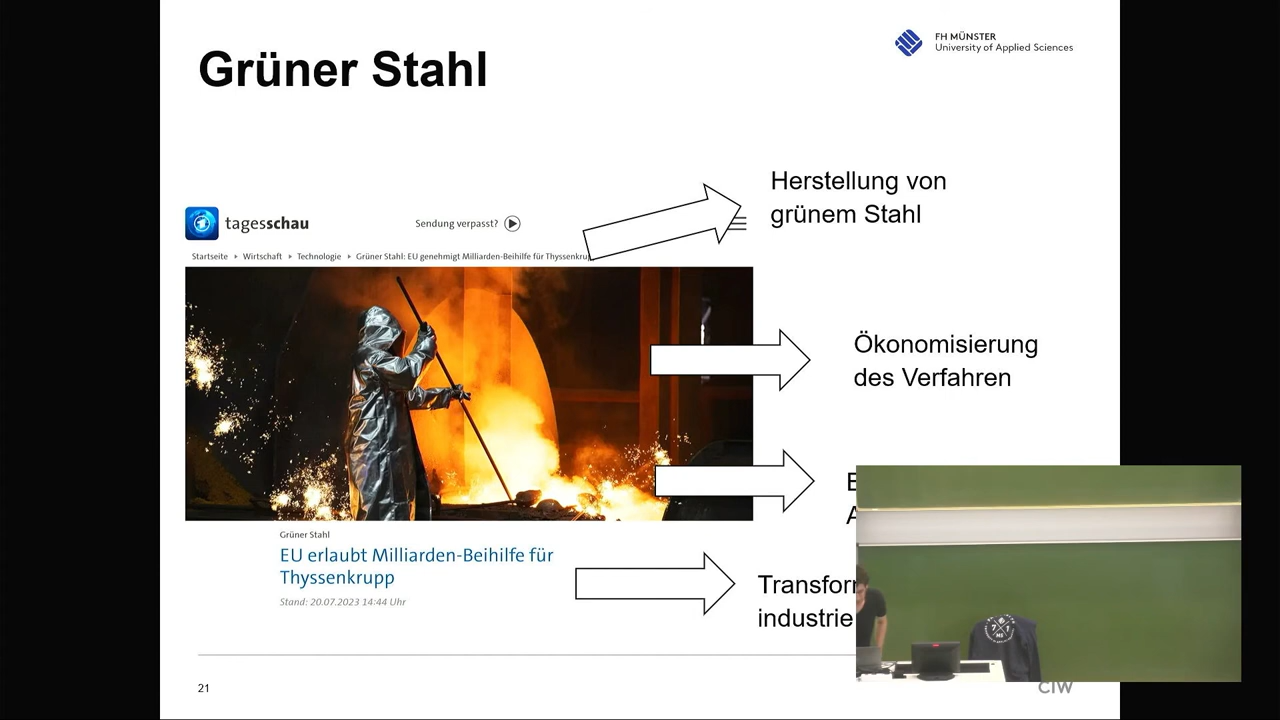 Grüner Stahl
FH MÜNSTER
University of Applied Sciences
Herstellung von
grünem Stahl
tagesschau
Sendung verpasst?
Startseite
Wirtschaft
Technologie
Grüner Stahl: EU genehmigt Milliarden-Beihilfe für
Ökonomisierung
des Verfahren
Grüner Stahl
EU erlaubt Milliarden-Beihilfe für
Thyssenkrupp
Stand: 20.07.2023 14:44 Uhr
industrie
21
CIW